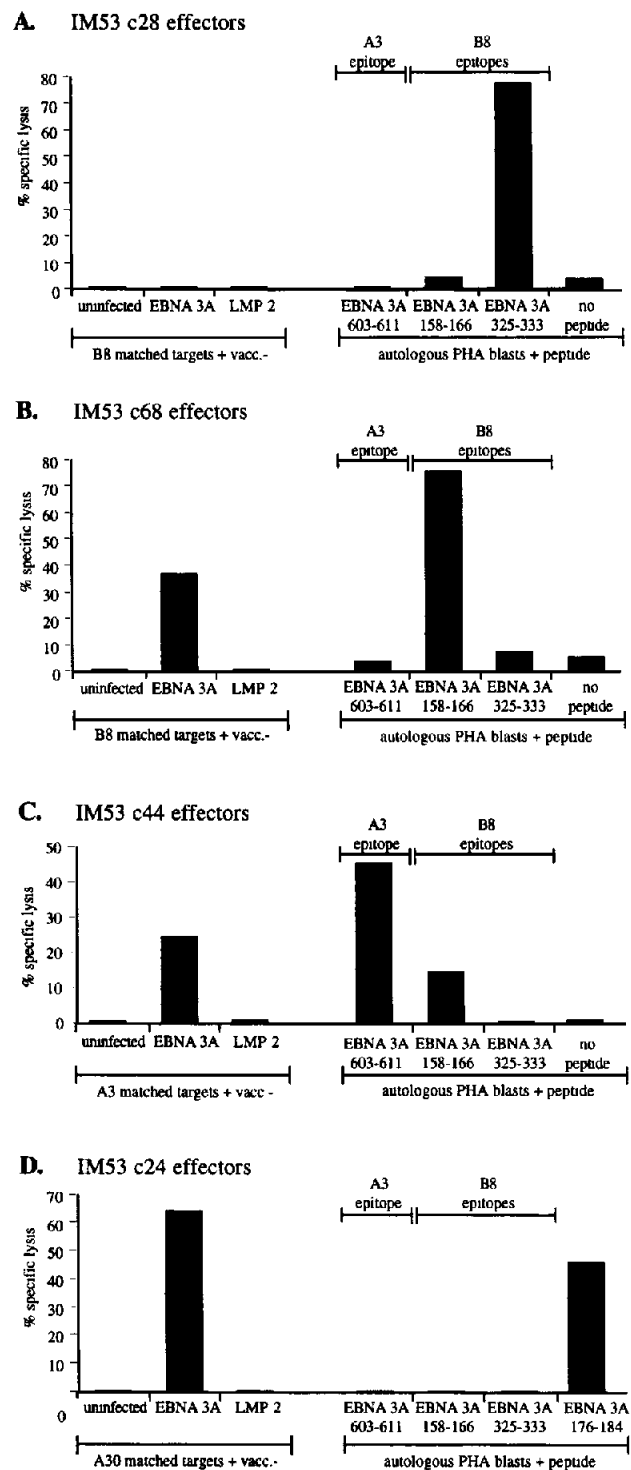 A. IM53 c28 effectors
A3 epitope
B8 epitopes
% specific lysis
80
70
60
50
40
30
20
10
0
uninfected EBNA 3A LMP 2
EBNA 3A 603-611
EBNA 3A 158-166
EBNA 3A 325-333
no peptide
B8 matched targets + vacc.-
autologous PHA blasts + peptide
B. IM53 c68 effectors
A3 epitope
B8 epitopes
% specific lysis
80
70
60
50
40
30
20
10
0
uninfected EBNA 3A LMP 2
EBNA 3A 603-611
EBNA 3A 158-166
EBNA 3A 325-333
no peptide
B8 matched targets + vacc.-
autologous PHA blasts + peptide
C. IM53 c44 effectors
A3 epitope
B8 epitopes
% specific lysis
50
40
30
20
10
0
uninfected EBNA 3A LMP 2
EBNA 3A 603-611
EBNA 3A 158-166
EBNA 3A 325-333
no peptide
A3 matched targets + vacc -
autologous PHA blasts + peptide
D. IM53 c24 effectors
A3 epitope
B8 epitopes
% specific lysis
70
60
50
40
30
20
10
0
uninfected EBNA 3A LMP 2
EBNA 3A 603-611
EBNA 3A 158-166
EBNA 3A 325-333
EBNA 3A 176-184
A30 matched targets + vacc.-
autologous PHA blasts + peptide